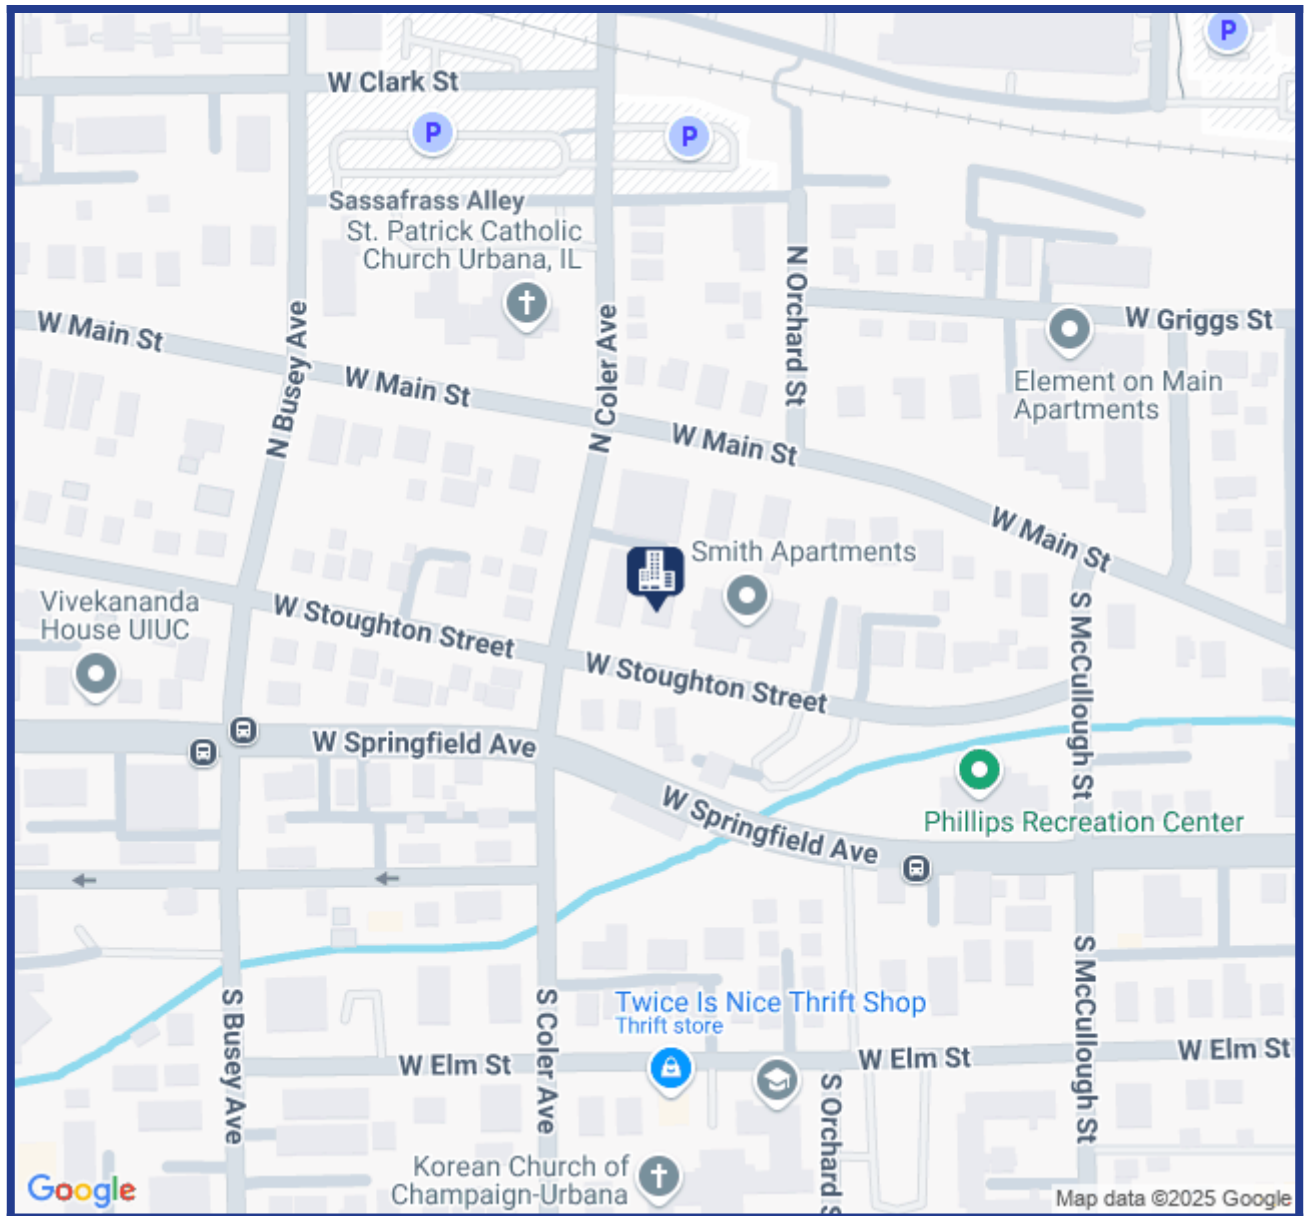 P
W Clark St
P
P
Sassafrass Alley
St. Patrick Catholic
Church Urbana, IL
N Orchard St
W Griggs St
W Main St
N Busey Ave
W Main St
N Coler Ave
Element on Main
Apartments
W Main St
W Main St
Smith Apartments
Vivekananda
House UIUC
W Stoughton Street
W Stoughton Street
S McCullough St
W Springfield Ave
W Springfield Ave
Phillips Recreation Center
S Busey Ave
S Coler Ave
Twice Is Nice Thrift Shop
Thrift store
S McCullough St
W Elm St
W Elm St
W Elm St
S Orchard S
Korean Church of
Champaign-Urbana
Google
Map data ©2025 Google